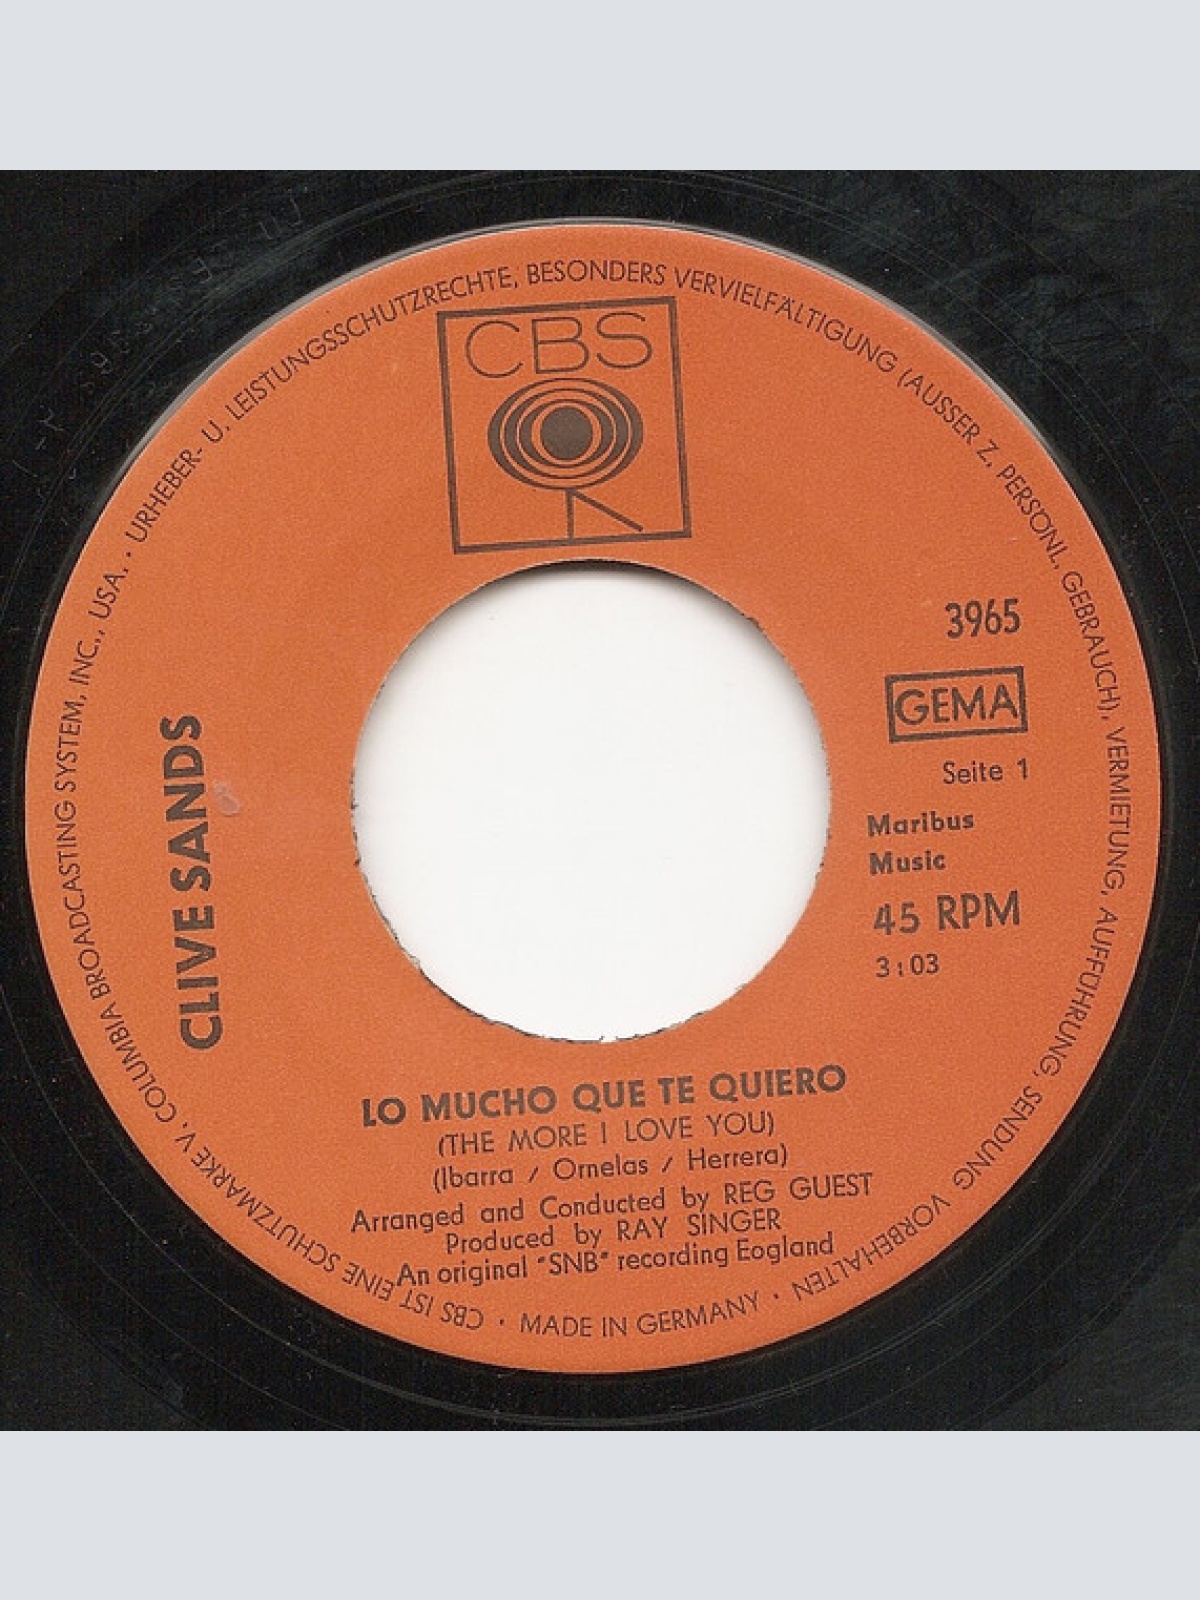 CBS
3965
GEMA
Seite 1
Maribus
Music
45 RPM
3:03
CLIVE SANDS
LO MUCHO QUE TE QUIERO
(THE MORE I LOVE YOU)
(Ibarra / Ornelas / Herrera)
Arranged and Conducted by REG GUEST
Produced by RAY SINGER
An original "SNB" recording Eogland
CBS IST EINE SCHUTZMARKE V. COLUMBIA BROADCASTING SYSTEM, INC., USA. · URHEBER- U. LEISTUNGSSCHUTZRECHTE, BESONDERS VERVIELFÄLTIGUNG (AUSSER Z. PERSÖNL. GEBRAUCH), VERMIETUNG, AUFFÜHRUNG, SENDUNG VORBEHALTEN · MADE IN GERMANY ·